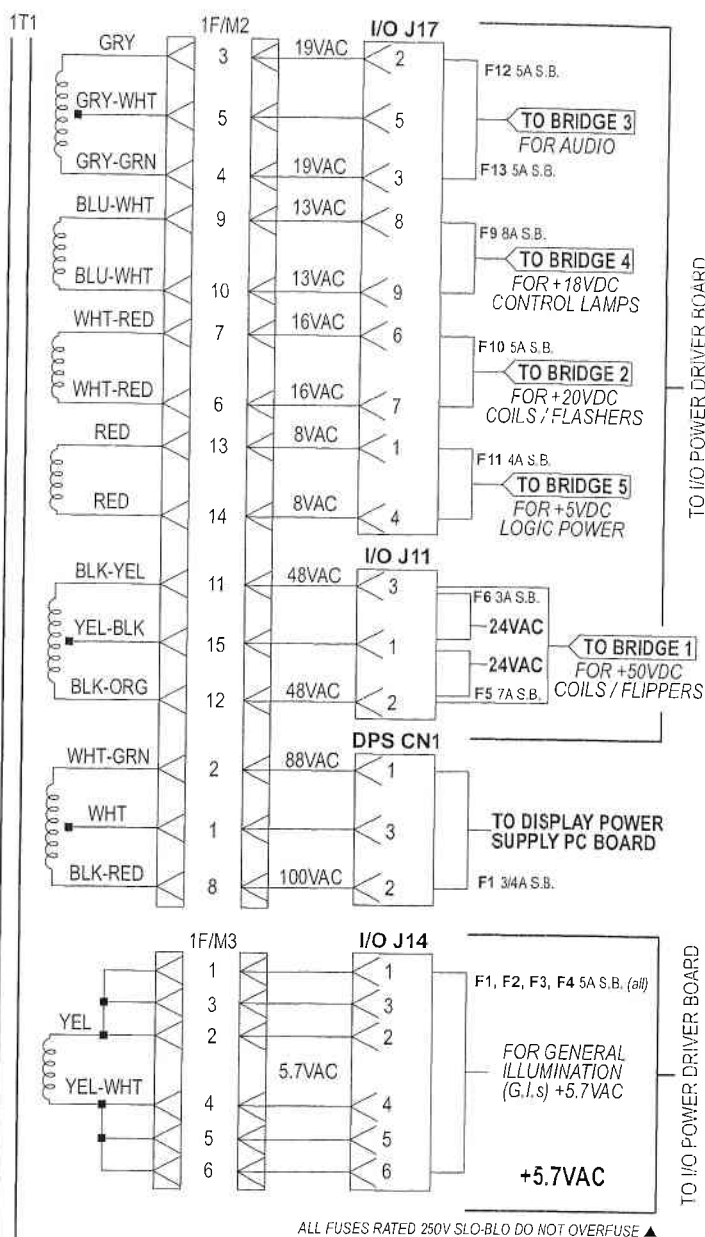 1T1
1F/M2
I/O J17
GRY
3
19VAC
2
F12 5A S.B.
GRY-WHT
5
5
TO BRIDGE 3
FOR AUDIO
GRY-GRN
4
19VAC
3
F13 5A S.B.
BLU-WHT
9
13VAC
8
F9 8A S.B.
TO BRIDGE 4
FOR +18VDC
CONTROL LAMPS
BLU-WHT
10
13VAC
9
WHT-RED
7
16VAC
6
F10 5A S.B.
TO BRIDGE 2
FOR +20VDC
COILS / FLASHERS
WHT-RED
6
16VAC
7
RED
13
8VAC
1
F11 4A S.B.
TO BRIDGE 5
FOR +5VDC
LOGIC POWER
RED
14
8VAC
4
TO I/O POWER DRIVER BOARD
I/O J11
BLK-YEL
11
48VAC
3
F6 3A S.B.
24VAC
YEL-BLK
15
1
TO BRIDGE 1
FOR +50VDC
COILS / FLIPPERS
24VAC
BLK-ORG
12
48VAC
2
F5 7A S.B.
DPS CN1
WHT-GRN
2
88VAC
1
WHT
1
3
TO DISPLAY POWER
SUPPLY PC BOARD
BLK-RED
8
100VAC
2
F1 3/4A S.B.
1F/M3
I/O J14
1
1
F1, F2, F3, F4 5A S.B. (all)
3
3
YEL
2
2
5.7VAC
FOR GENERAL
ILLUMINATION
(G.I.s) +5.7VAC
YEL-WHT
4
4
5
5
6
6
+5.7VAC
TO I/O POWER DRIVER BOARD
ALL FUSES RATED 250V SLO-BLO DO NOT OVERFUSE ▲